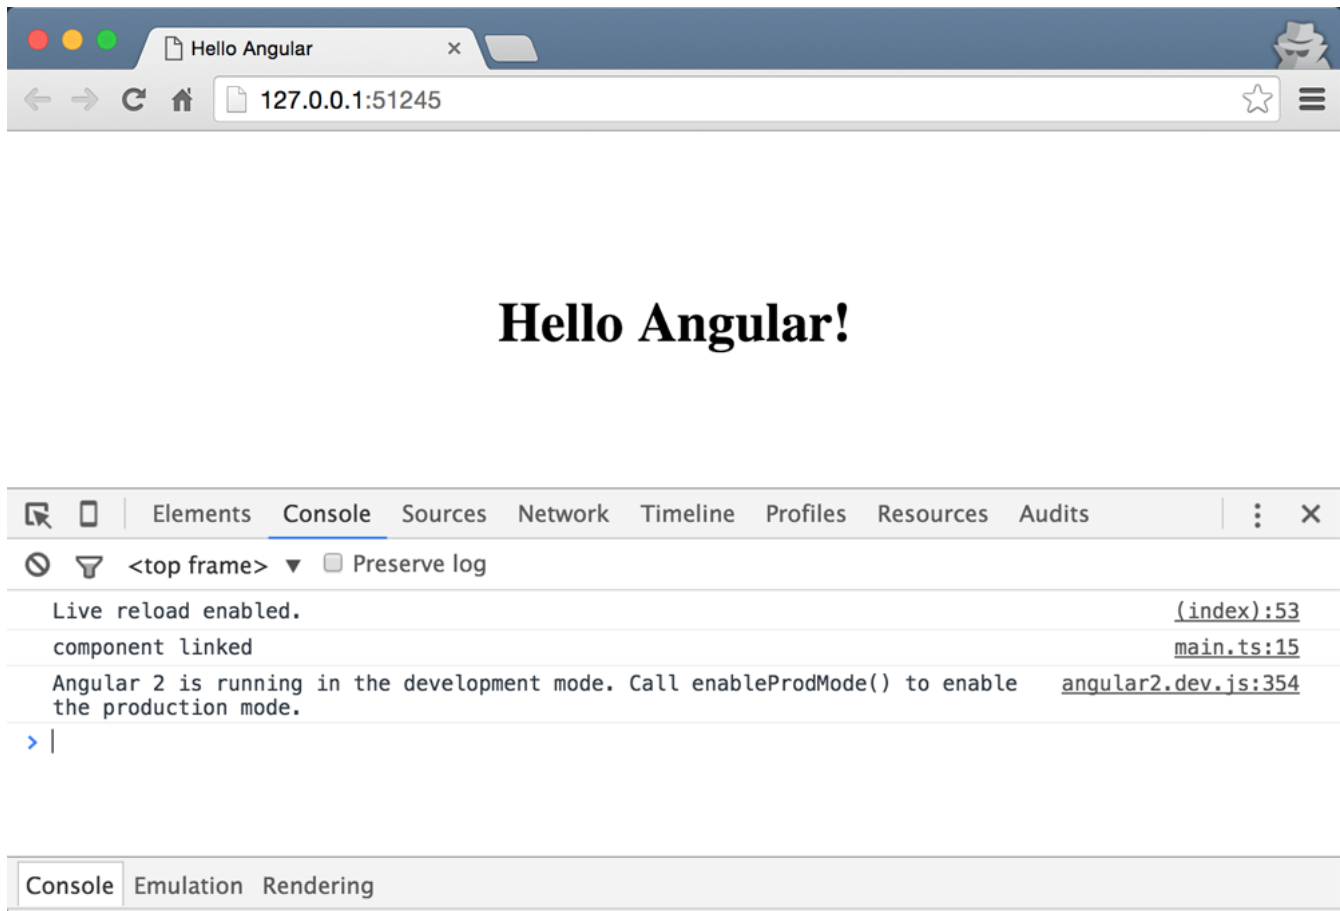 Hello Angular
127.0.0.1:51245
Hello Angular!
Elements Console Sources Network Timeline Profiles Resources Audits
<top frame> ▼ Preserve log
Live reload enabled. (index):53
component linked main.ts:15
Angular 2 is running in the development mode. Call enableProdMode() to enable angular2.dev.js:354
the production mode.
Console Emulation Rendering